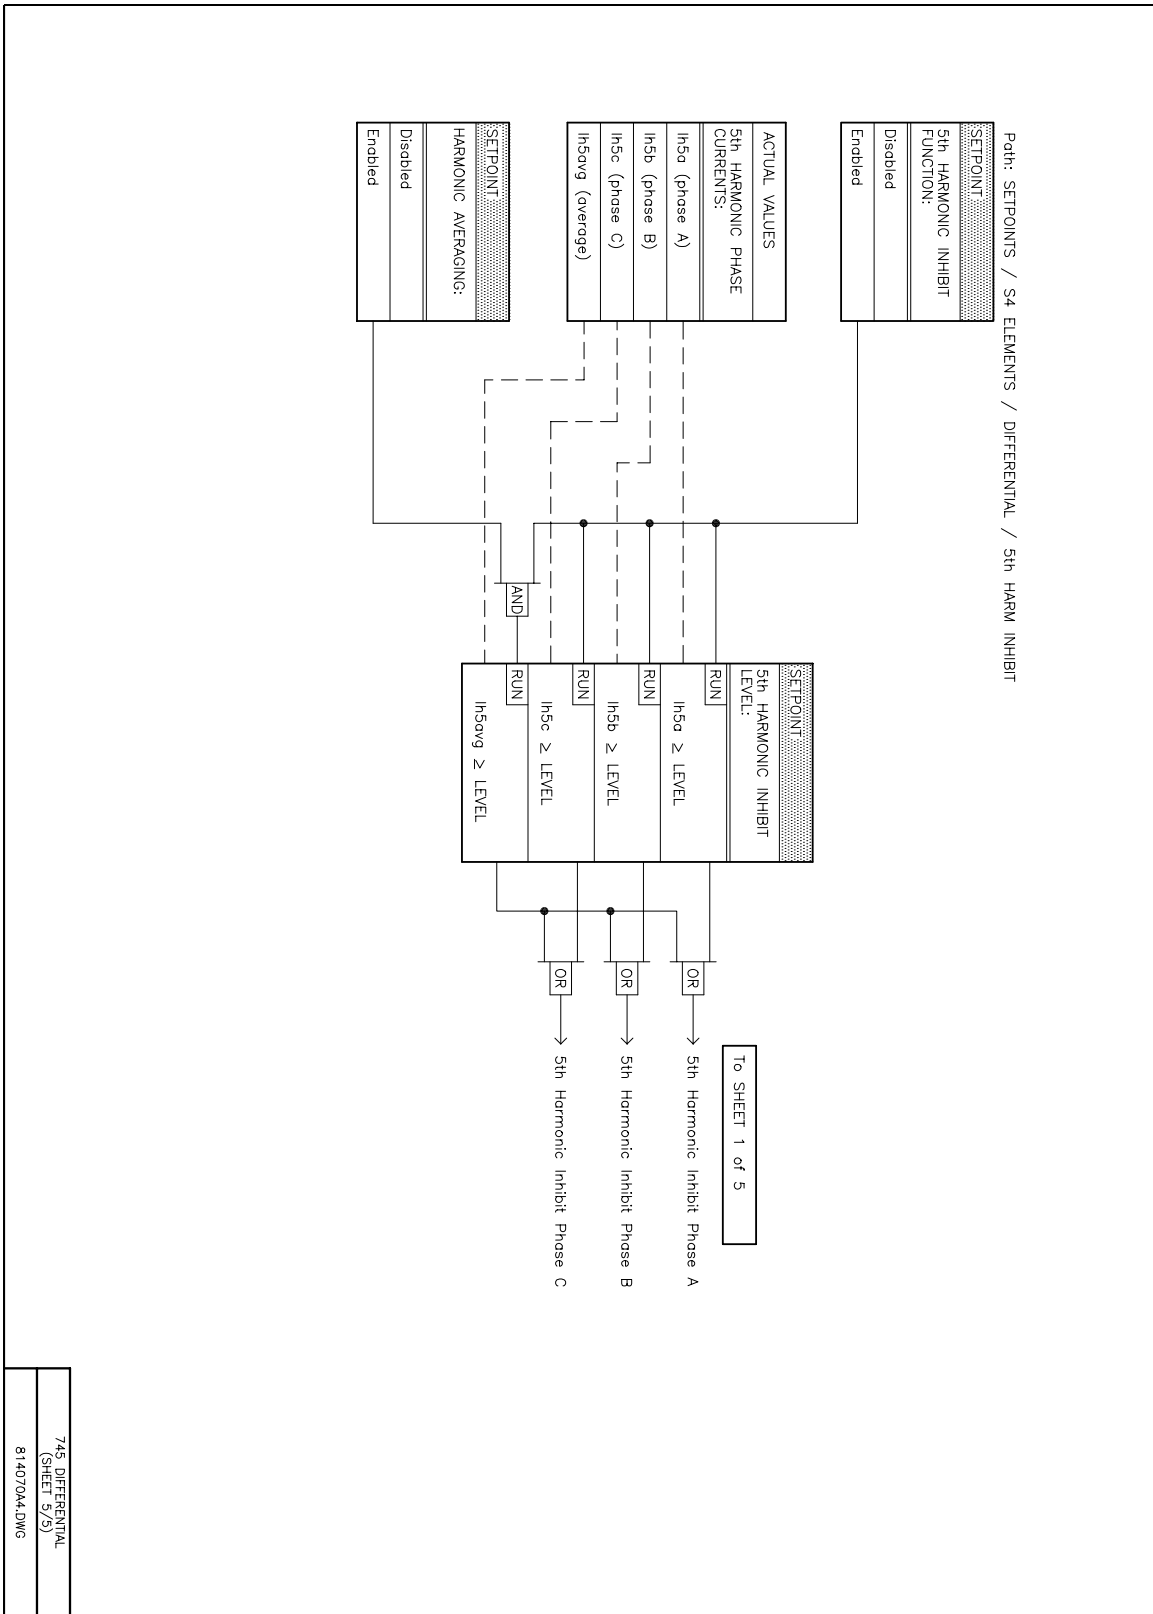 Path: SETPOINTS / S4 ELEMENTS / DIFFERENTIAL / 5th HARM INHIBIT
SETPOINT
5th HARMONIC INHIBIT
FUNCTION:
Disabled
Enabled
ACTUAL VALUES
5th HARMONIC PHASE
CURRENTS:
Ih5a (phase A)
Ih5b (phase B)
Ih5c (phase C)
Ih5avg (average)
SETPOINT
HARMONIC AVERAGING:
Disabled
Enabled
AND
SETPOINT
5th HARMONIC INHIBIT
LEVEL:
RUN
Ih5a ≥ LEVEL
RUN
Ih5b ≥ LEVEL
RUN
Ih5c ≥ LEVEL
RUN
Ih5avg ≥ LEVEL
OR
OR
OR
To SHEET 1 of 5
5th Harmonic Inhibit Phase A
5th Harmonic Inhibit Phase B
5th Harmonic Inhibit Phase C
745 DIFFERENTIAL
(SHEET 5/5)
814070A4.DWG